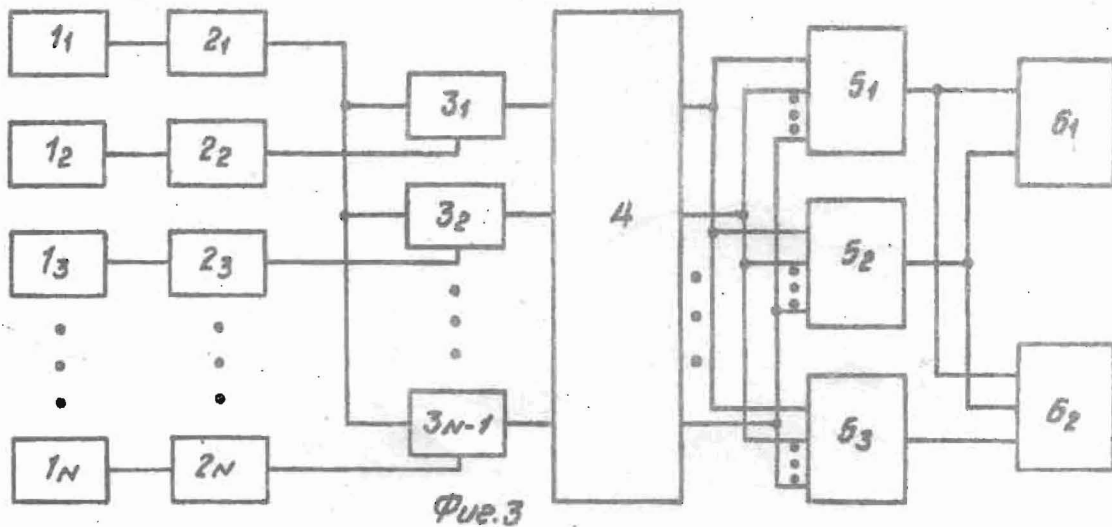 1₁ 2₁ 5₁
3₁ 6₁
1₂ 2₂
3₂ 4
1₃ 2₃ 5₂
3N-1 5₃ 6₂
1N 2N
Фиг.3